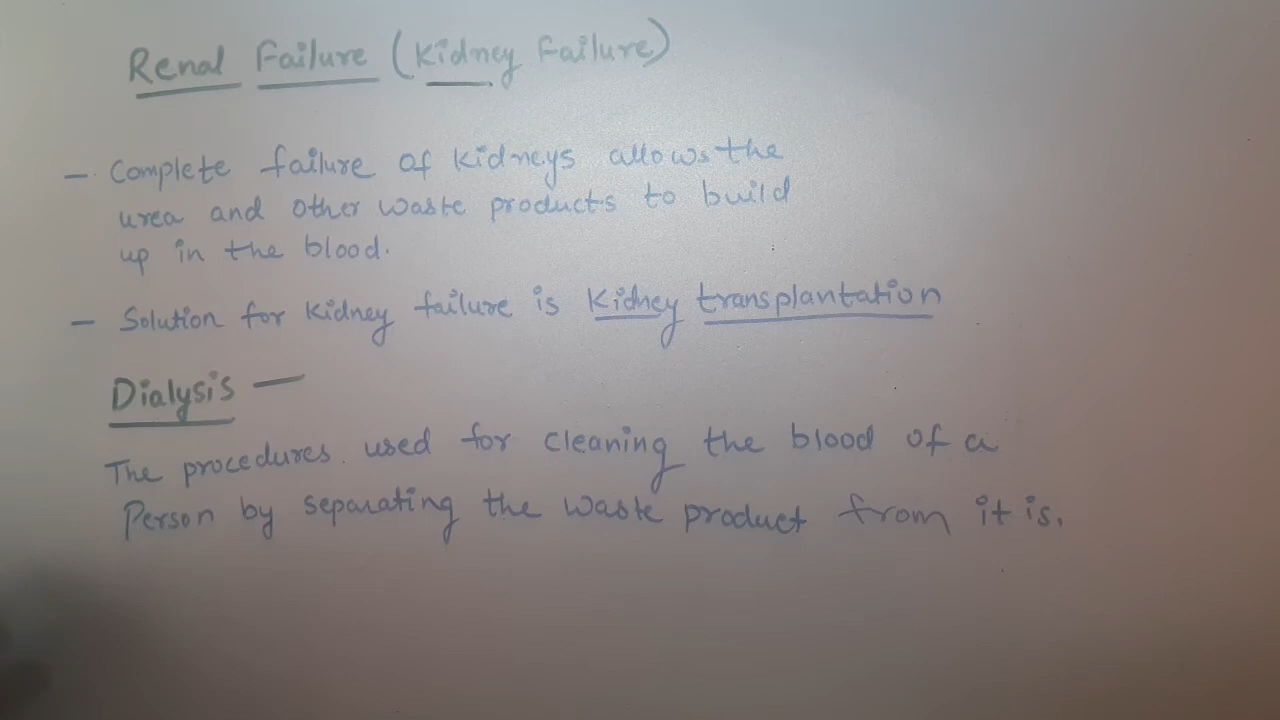 Renal Failure (Kidney Failure)
- Complete failure of kidneys allows the
urea and other waste products to build
up in the blood.
- Solution for kidney failure is Kidney transplantation
Dialysis -
The procedures used for cleaning the blood of a
Person by separating the waste product from it is.